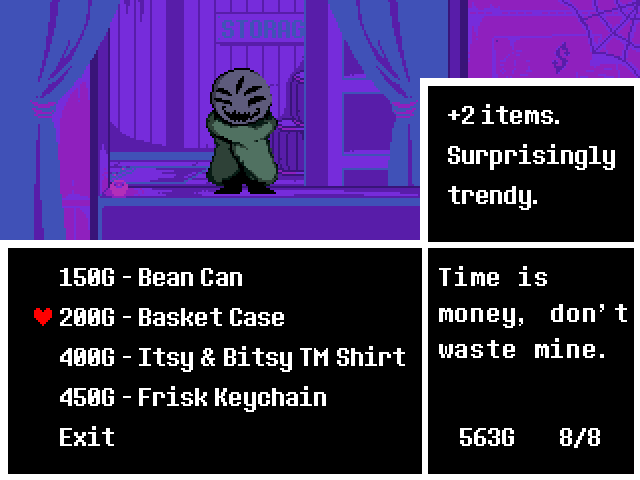 STORAG
$
+2 items.
Surprisingly
trendy.
150G - Bean Can
200G - Basket Case
400G - Itsy & Bitsy TM Shirt
450G - Frisk Keychain
Exit
Time is
money, don't
waste mine.
563G 8/8